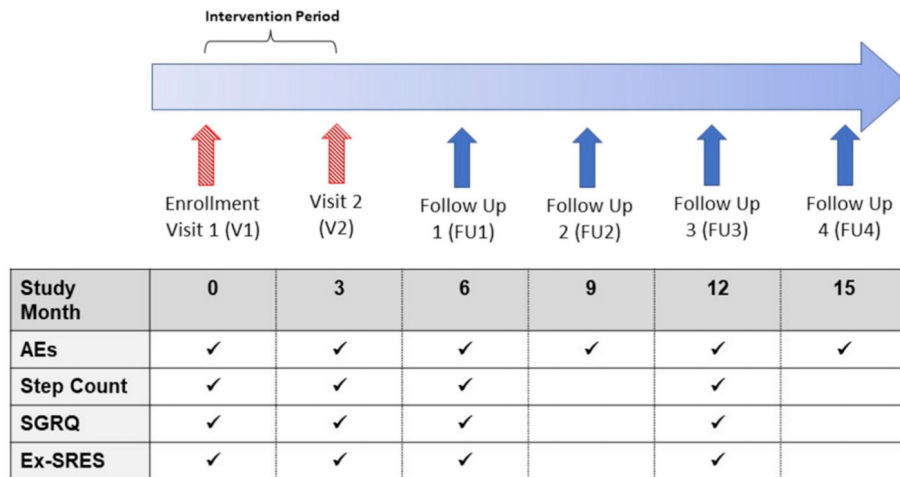 Intervention Period
Enrollment
Visit 1 (V1)
Visit 2
(V2)
Follow Up
1 (FU1)
Follow Up
2 (FU2)
Follow Up
3 (FU3)
Follow Up
4 (FU4)
Study
Month 0 3 6 9 12 15
AEs ✓ ✓ ✓ ✓ ✓ ✓
Step Count ✓ ✓ ✓ ✓
SGRQ ✓ ✓ ✓ ✓
Ex-SRES ✓ ✓ ✓ ✓